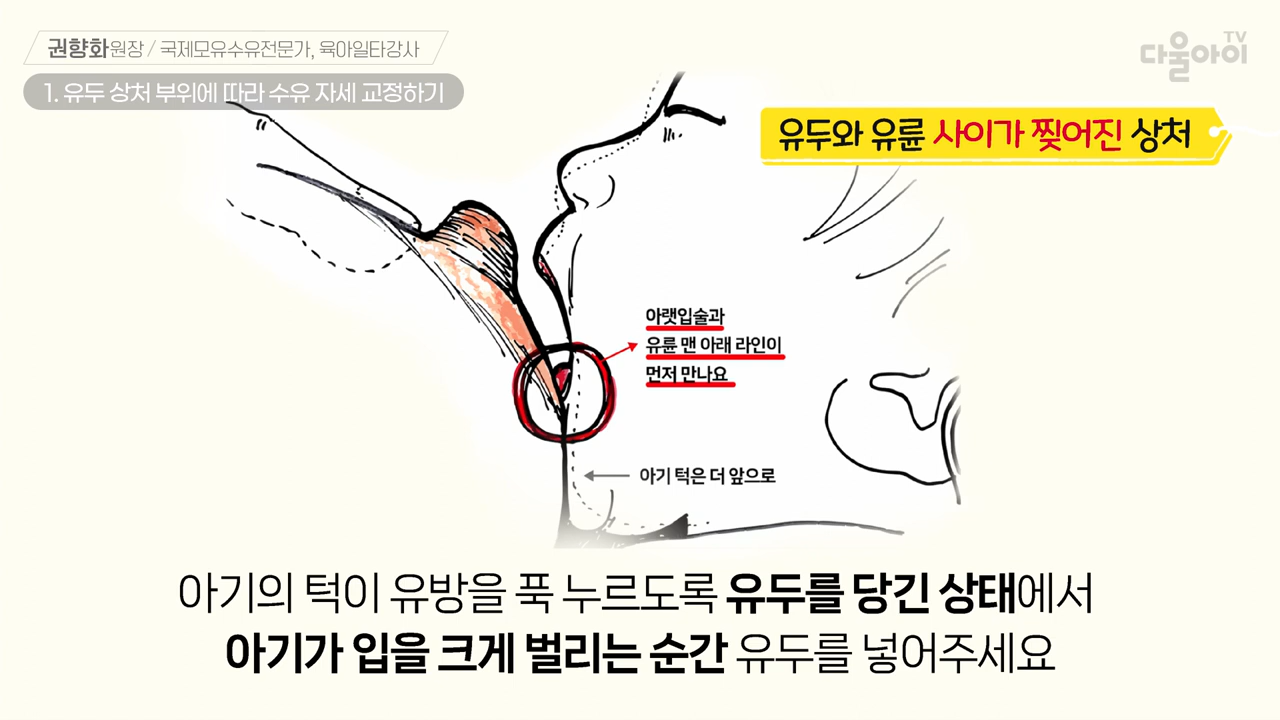 권향화원장 / 국제모유수유전문가, 육아일타강사
1. 유두 상처 부위에 따라 수유 자세 교정하기
다울아이TV
유두와 유륜 사이가 찢어진 상처
아랫입술과
유륜 맨 아래 라인이
먼저 만나요
아기 턱은 더 앞으로
아기의 턱이 유방을 푹 누르도록 유두를 당긴 상태에서
아기가 입을 크게 벌리는 순간 유두를 넣어주세요